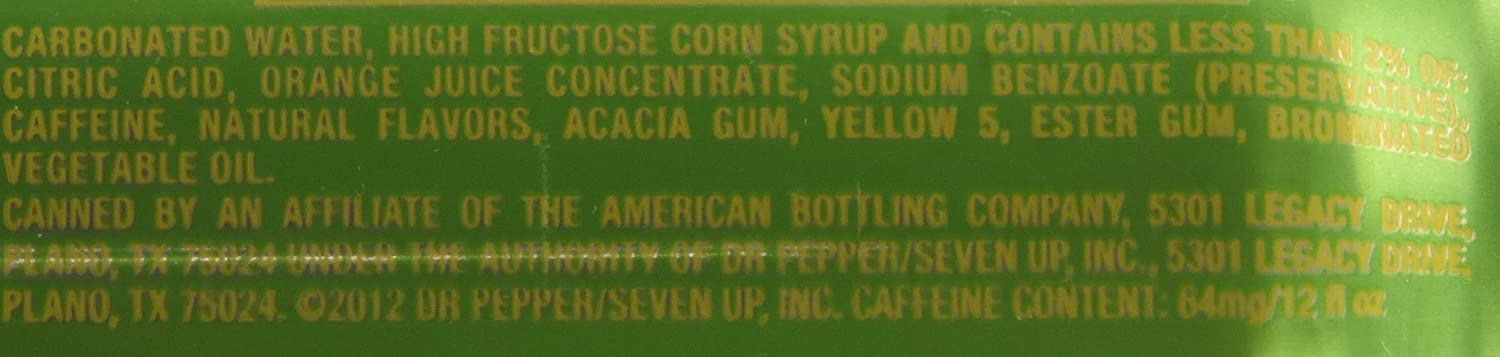 CARBONATED WATER, HIGH FRUCTOSE CORN SYRUP AND CONTAINS LESS THAN 2% OF:
CITRIC ACID, ORANGE JUICE CONCENTRATE, SODIUM BENZOATE (PRESERVATIVE),
CAFFEINE, NATURAL FLAVORS, ACACIA GUM, YELLOW 5, ESTER GUM, BROMINATED
VEGETABLE OIL.
CANNED BY AN AFFILIATE OF THE AMERICAN BOTTLING COMPANY, 5301 LEGACY DRIVE,
PLANO, TX 75024 UNDER THE AUTHORITY OF DR PEPPER/SEVEN UP, INC., 5301 LEGACY DRIVE,
PLANO, TX 75024. ©2012 DR PEPPER/SEVEN UP, INC. CAFFEINE CONTENT: 64mg/12 fl oz